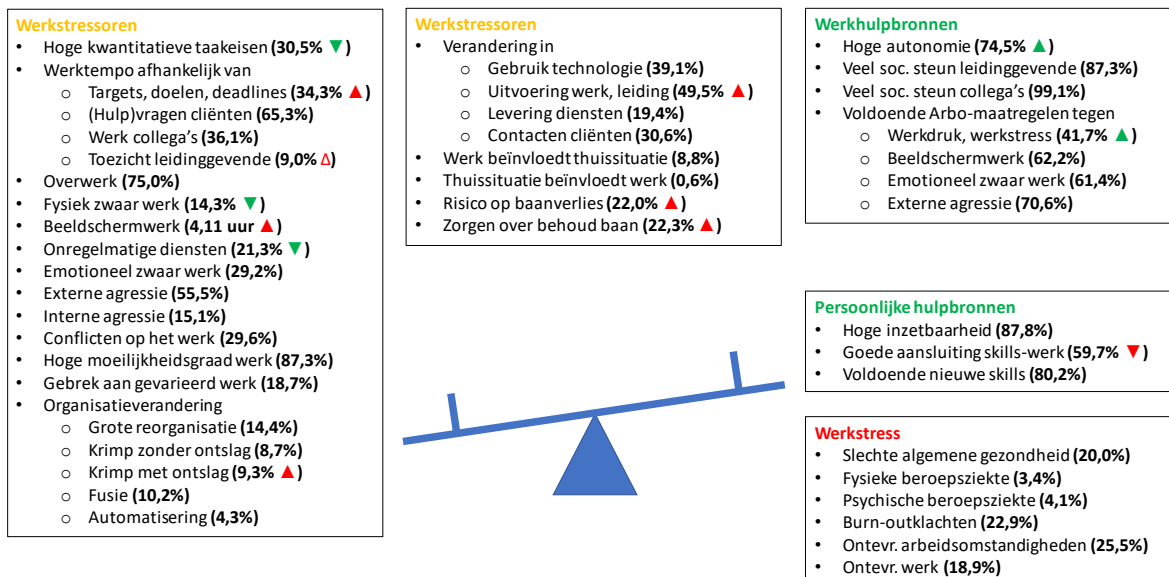 Werkstressoren
• Hoge kwantitatieve taakeisen (30,5% ▼)
• Werktempo afhankelijk van
o Targets, doelen, deadlines (34,3% ▲)
o (Hulp)vragen cliënten (65,3%)
o Werk collega's (36,1%)
o Toezicht leidinggevende (9,0% Δ)
• Overwerk (75,0%)
• Fysiek zwaar werk (14,3% ▼)
• Beeldschermwerk (4,11 uur ▲)
• Onregelmatige diensten (21,3% ▼)
• Emotioneel zwaar werk (29,2%)
• Externe agressie (55,5%)
• Interne agressie (15,1%)
• Conflicten op het werk (29,6%)
• Hoge moeilijkheidsgraad werk (87,3%)
• Gebrek aan gevarieerd werk (18,7%)
• Organisatieverandering
o Grote reorganisatie (14,4%)
o Krimp zonder ontslag (8,7%)
o Krimp met ontslag (9,3% ▲)
o Fusie (10,2%)
o Automatisering (4,3%)
Werkstressoren
• Verandering in
o Gebruik technologie (39,1%)
o Uitvoering werk, leiding (49,5% ▲)
o Levering diensten (19,4%)
o Contacten cliënten (30,6%)
• Werk beïnvloedt thuissituatie (8,8%)
• Thuissituatie beïnvloedt werk (0,6%)
• Risico op baanverlies (22,0% ▲)
• Zorgen over behoud baan (22,3% ▲)
Werkhulpbronnen
• Hoge autonomie (74,5% ▲)
• Veel soc. steun leidinggevende (87,3%)
• Veel soc. steun collega's (99,1%)
• Voldoende Arbo-maatregelen tegen
o Werkdruk, werkstress (41,7% ▲)
o Beeldschermwerk (62,2%)
o Emotioneel zwaar werk (61,4%)
o Externe agressie (70,6%)
Persoonlijke hulpbronnen
• Hoge inzetbaarheid (87,8%)
• Goede aansluiting skills-werk (59,7% ▼)
• Voldoende nieuwe skills (80,2%)
Werkstress
• Slechte algemene gezondheid (20,0%)
• Fysieke beroepsziekte (3,4%)
• Psychische beroepsziekte (4,1%)
• Burn-outklachten (22,9%)
• Ontevr. arbeidsomstandigheden (25,5%)
• Ontevr. werk (18,9%)